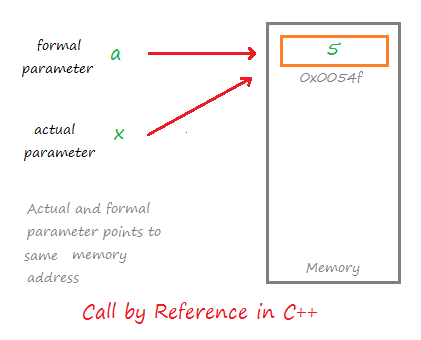 formal
parameter
a
5
0x0054f
actual
parameter
x
Actual and formal
parameter points to
same memory
address
Memory
Call by Reference in C++